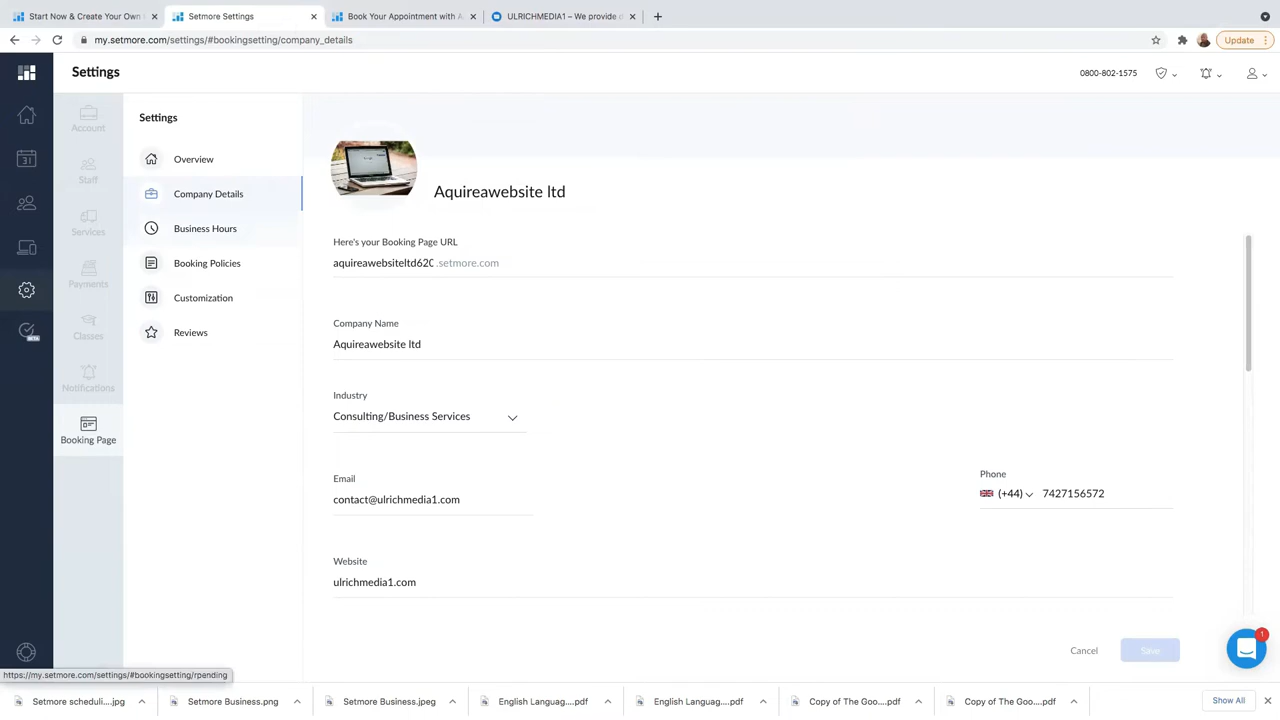 Start Now & Create Your Own
Setmore Settings
Book Your Appointment with A
ULRICHMEDIA1 – We provide d
my.setmore.com/settings/#bookingsetting/company_details
Update
Settings
0800-802-1575
Account
Staff
Services
Payments
Classes
Notifications
Booking Page
31
BETA
Settings
Overview
Company Details
Business Hours
Booking Policies
Customization
Reviews
Aquireawebsite ltd
Here's your Booking Page URL
aquireawebsiteltd620 .setmore.com
Company Name
Aquireawebsite ltd
Industry
Consulting/Business Services
Email
contact@ulrichmedia1.com
Phone
(+44) 7427156572
Website
ulrichmedia1.com
Cancel
Save
1
https://my.setmore.com/settings/#bookingsetting/rpending
Setmore scheduli....jpg
Setmore Business.png
Setmore Business.jpeg
English Languag....pdf
English Languag....pdf
Copy of The Goo....pdf
Copy of The Goo....pdf
Show All